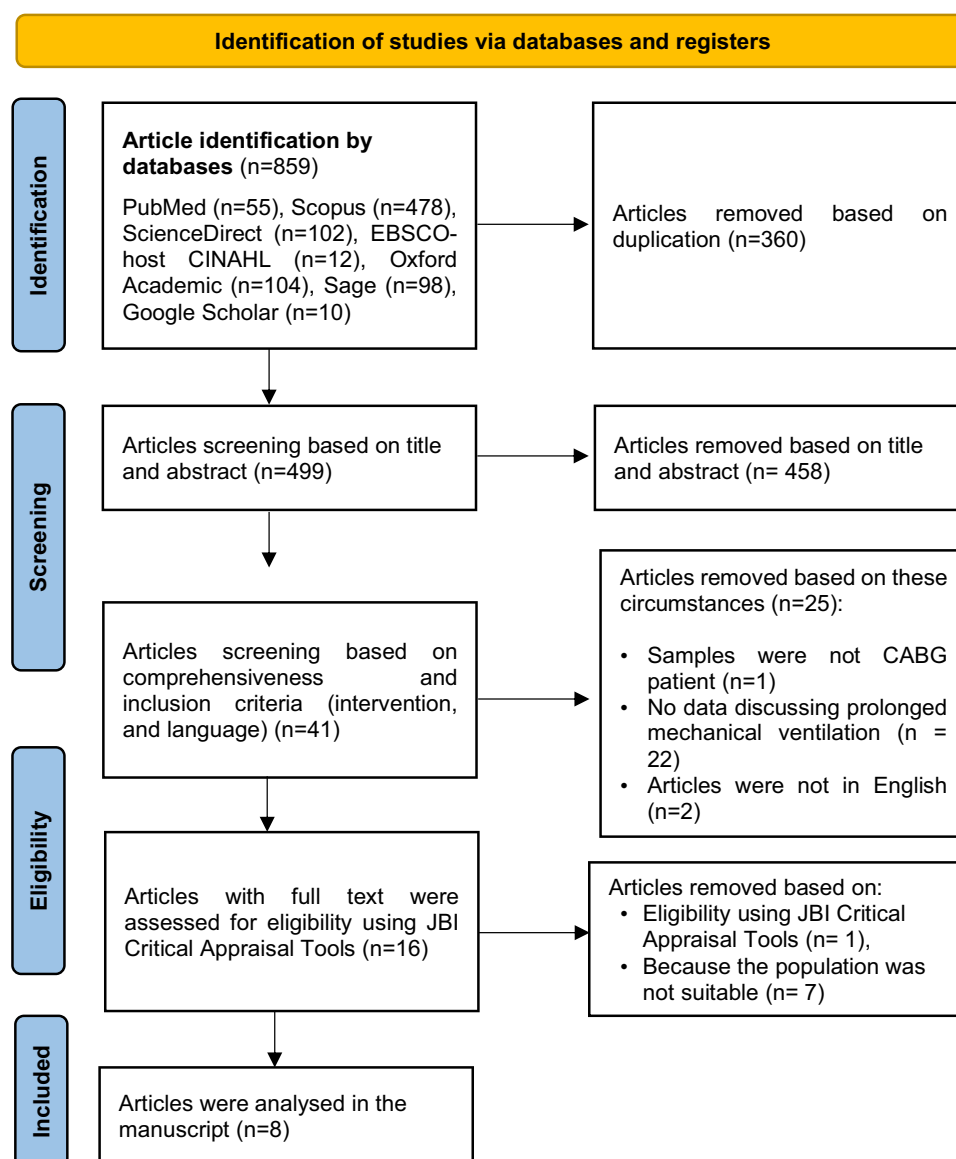 Identification of studies via databases and registers
Identification
Article identification by
databases (n=859)
PubMed (n=55), Scopus (n=478),
ScienceDirect (n=102), EBSCO-
host CINAHL (n=12), Oxford
Academic (n=104), Sage (n=98),
Google Scholar (n=10)
Articles removed based on
duplication (n=360)
Screening
Articles screening based on title
and abstract (n=499)
Articles removed based on title
and abstract (n= 458)
Articles screening based on
comprehensiveness and
inclusion criteria (intervention,
and language) (n=41)
Articles removed based on these
circumstances (n=25):
• Samples were not CABG
patient (n=1)
• No data discussing prolonged
mechanical ventilation (n =
22)
• Articles were not in English
(n=2)
Eligibility
Articles with full text were
assessed for eligibility using JBI
Critical Appraisal Tools (n=16)
Articles removed based on:
• Eligibility using JBI Critical
Appraisal Tools (n= 1),
• Because the population was
not suitable (n= 7)
Included
Articles were analysed in the
manuscript (n=8)